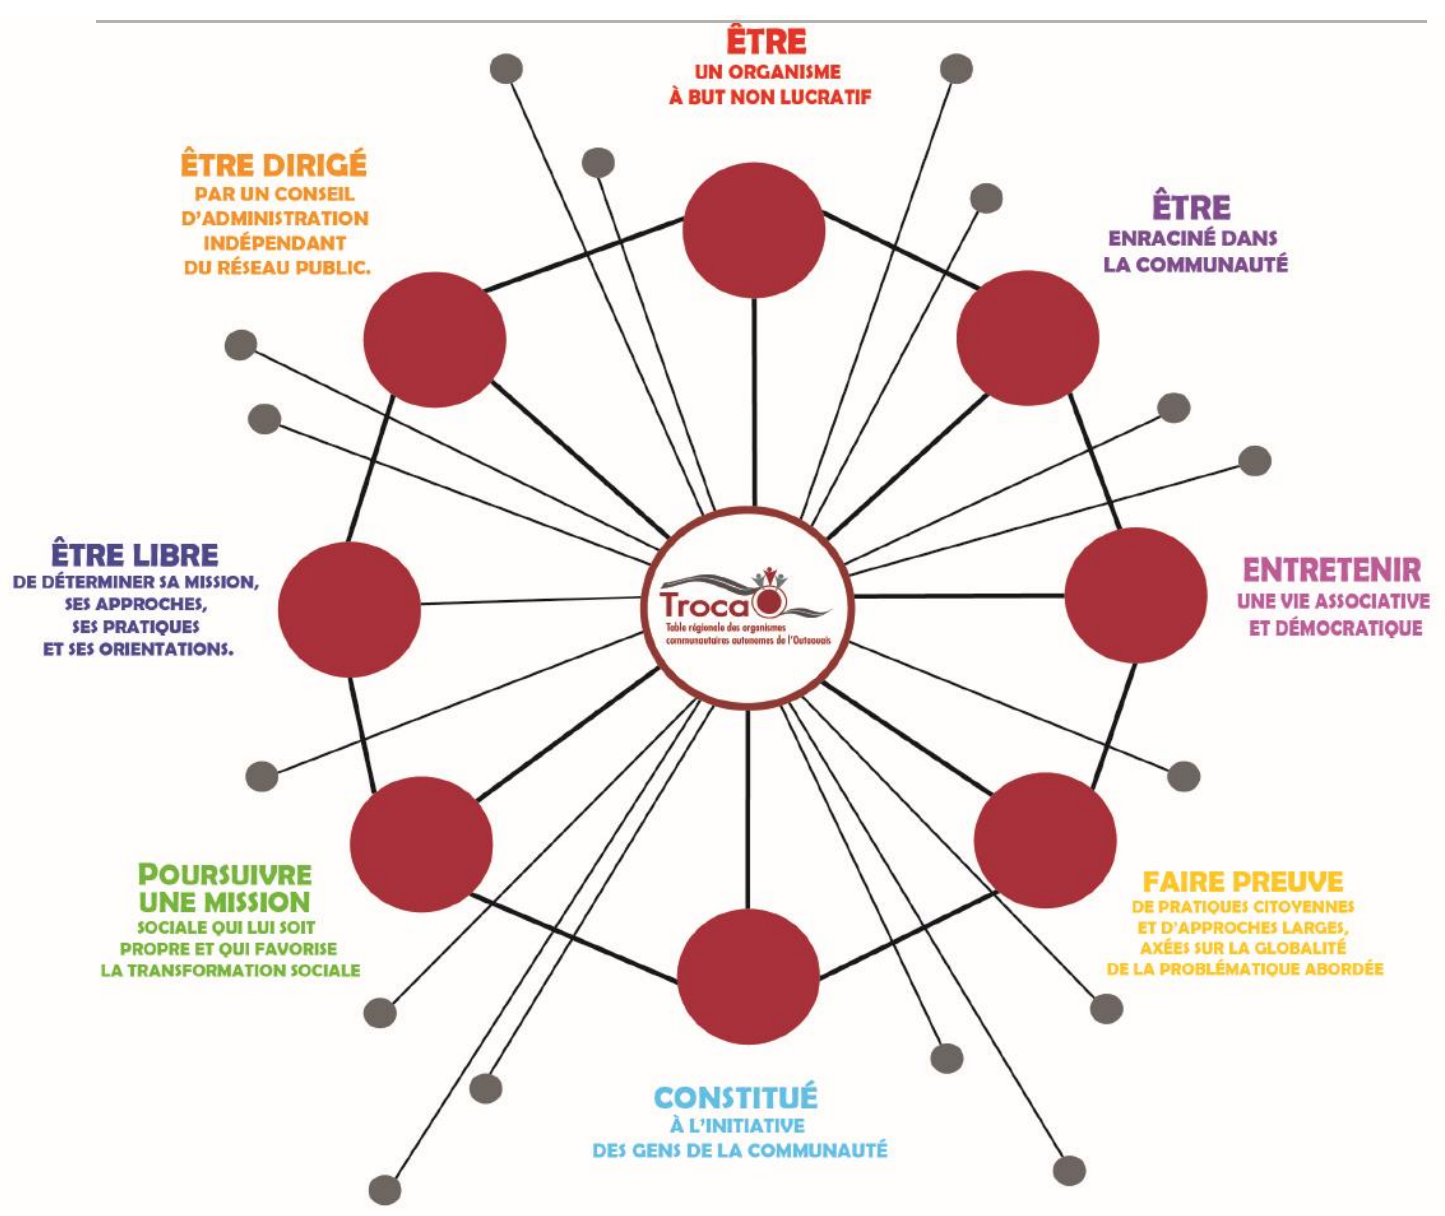 ÊTRE
UN ORGANISME
À BUT NON LUCRATIF
ÊTRE DIRIGÉ
PAR UN CONSEIL
D'ADMINISTRATION
INDÉPENDANT
DU RÉSEAU PUBLIC.
ÊTRE
ENRACINÉ DANS
LA COMMUNAUTÉ
ÊTRE LIBRE
DE DÉTERMINER SA MISSION,
SES APPROCHES,
SES PRATIQUES
ET SES ORIENTATIONS.
Troca
Table régionale des organismes
communautaires autonomes de l'Outaouais
ENTRETENIR
UNE VIE ASSOCIATIVE
ET DÉMOCRATIQUE
POURSUIVRE
UNE MISSION
SOCIALE QUI LUI SOIT
PROPRE ET QUI FAVORISE
LA TRANSFORMATION SOCIALE
FAIRE PREUVE
DE PRATIQUES CITOYENNES
ET D'APPROCHES LARGES,
AXÉES SUR LA GLOBALITÉ
DE LA PROBLÉMATIQUE ABORDÉE
CONSTITUÉ
À L'INITIATIVE
DES GENS DE LA COMMUNAUTÉ